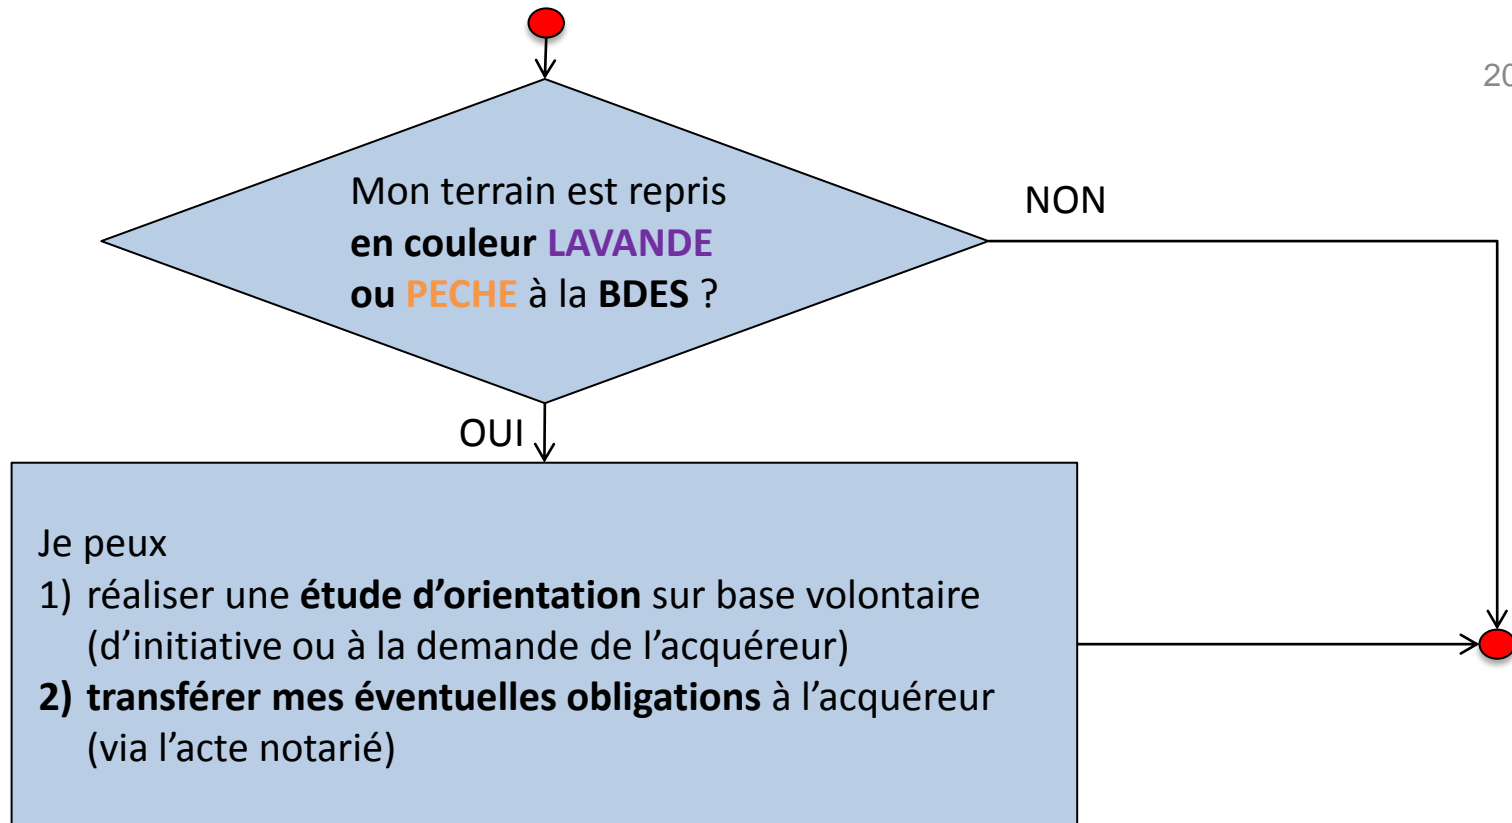 20
Mon terrain est repris
en couleur LAVANDE
ou PECHE à la BDES ?
NON
OUI
Je peux
1) réaliser une étude d’orientation sur base volontaire
(d’initiative ou à la demande de l’acquéreur)
2) transférer mes éventuelles obligations à l’acquéreur
(via l’acte notarié)